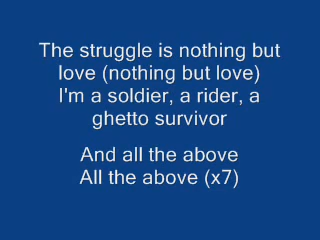 The struggle is nothing but
love (nothing but love)
I'm a soldier, a rider, a
ghetto survivor
And all the above
All the above (x7)